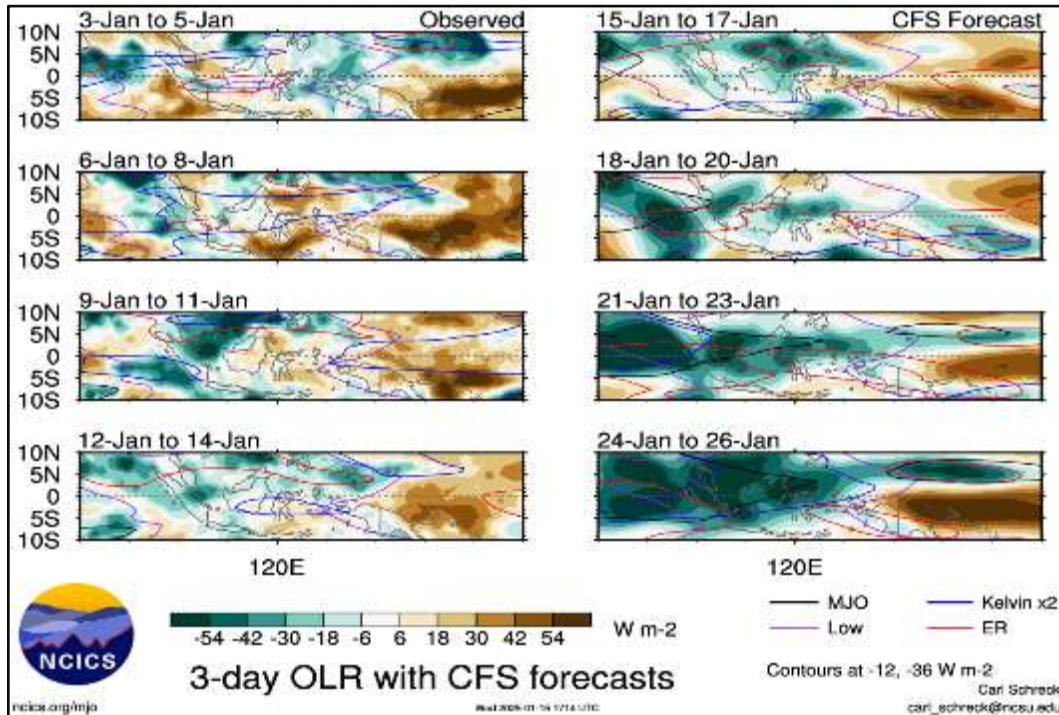 3-Jan to 5-Jan Observed
10N
5N
0
5S
10S
6-Jan to 8-Jan
10N
5N
0
5S
10S
9-Jan to 11-Jan
10N
5N
0
5S
10S
12-Jan to 14-Jan
10N
5N
0
5S
10S
120E
15-Jan to 17-Jan CFS Forecast
18-Jan to 20-Jan
21-Jan to 23-Jan
24-Jan to 26-Jan
120E
NCICS
ncics.org/mjo
-54 -42 -30 -18 -6 6 18 30 42 54
W m-2
3-day OLR with CFS forecasts
MJO Kelvin x2
Low ER
Contours at -12, -36 W m-2
Carl Schreck
carl_schreck@ncsu.edu